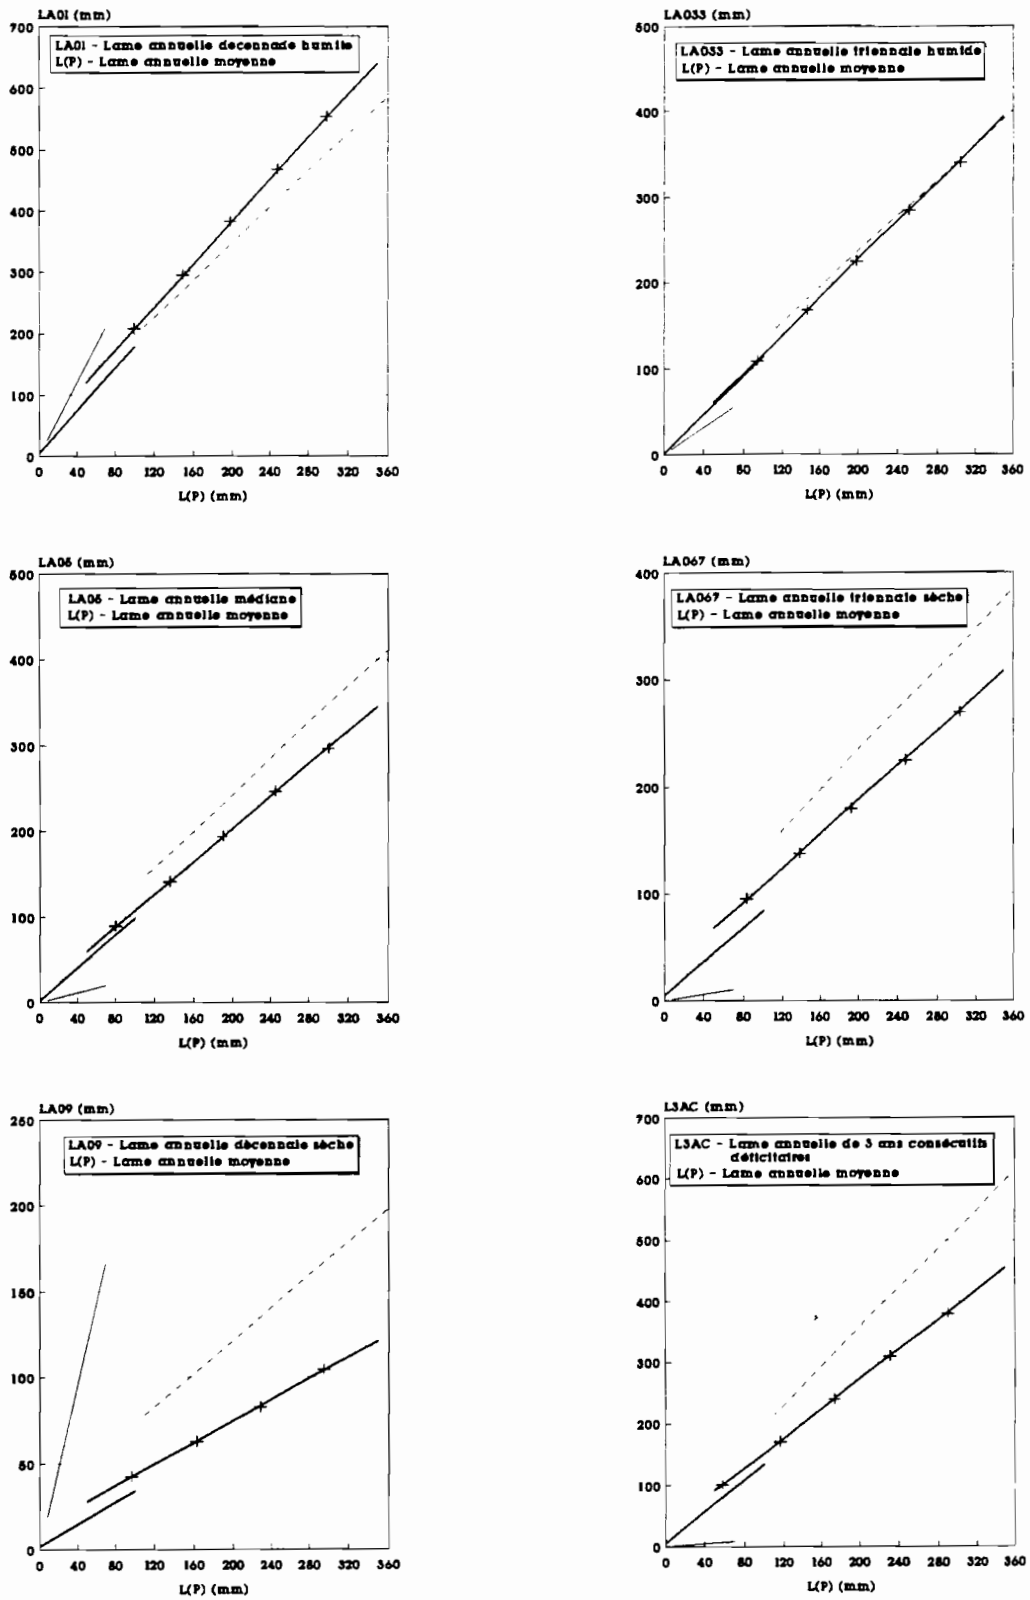 LA01 (mm)
700
600
500
400
300
200
100
0
LA01 - Lame annuelle decennade humite
L(P) - Lame annuelle moyenne
0 40 80 120 160 200 240 280 320 360
L(P) (mm)
LA033 (mm)
500
400
300
200
100
0
LA033 - Lame annuelle triennale humide
L(P) - Lame annuelle moyenne
0 40 80 120 160 200 240 280 320 360
L(P) (mm)
LA05 (mm)
500
400
300
200
100
0
LA05 - Lame annuelle médiane
L(P) - Lame annuelle moyenne
0 40 80 120 160 200 240 280 320 360
L(P) (mm)
LA067 (mm)
400
300
200
100
0
LA067 - Lame annuelle triennale sèche
L(P) - Lame annuelle moyenne
0 40 80 120 160 200 240 280 320 360
L(P) (mm)
LA09 (mm)
250
200
150
100
50
0
LA09 - Lame annuelle décennale sèche
L(P) - Lame annuelle moyenne
0 40 80 120 160 200 240 280 320 360
L(P) (mm)
L3AC (mm)
700
600
500
400
300
200
100
0
L3AC - Lame annuelle de 3 ans consécutifs
déficitaires
L(P) - Lame annuelle moyenne
0 40 80 120 160 200 240 280 320 360
L(P) (mm)